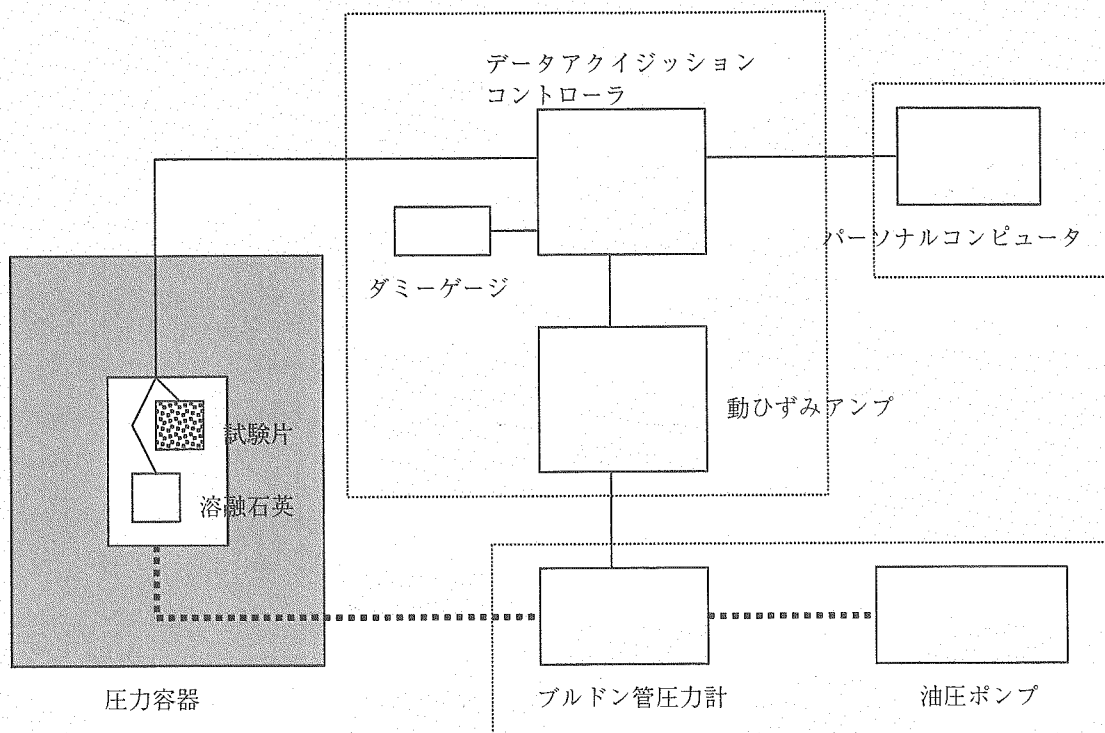 データアクイジッション
コントローラ
パーソナルコンピュータ
ダミーゲージ
動ひずみアンプ
試験片
溶融石英
圧力容器
ブルドン管圧力計
油圧ポンプ